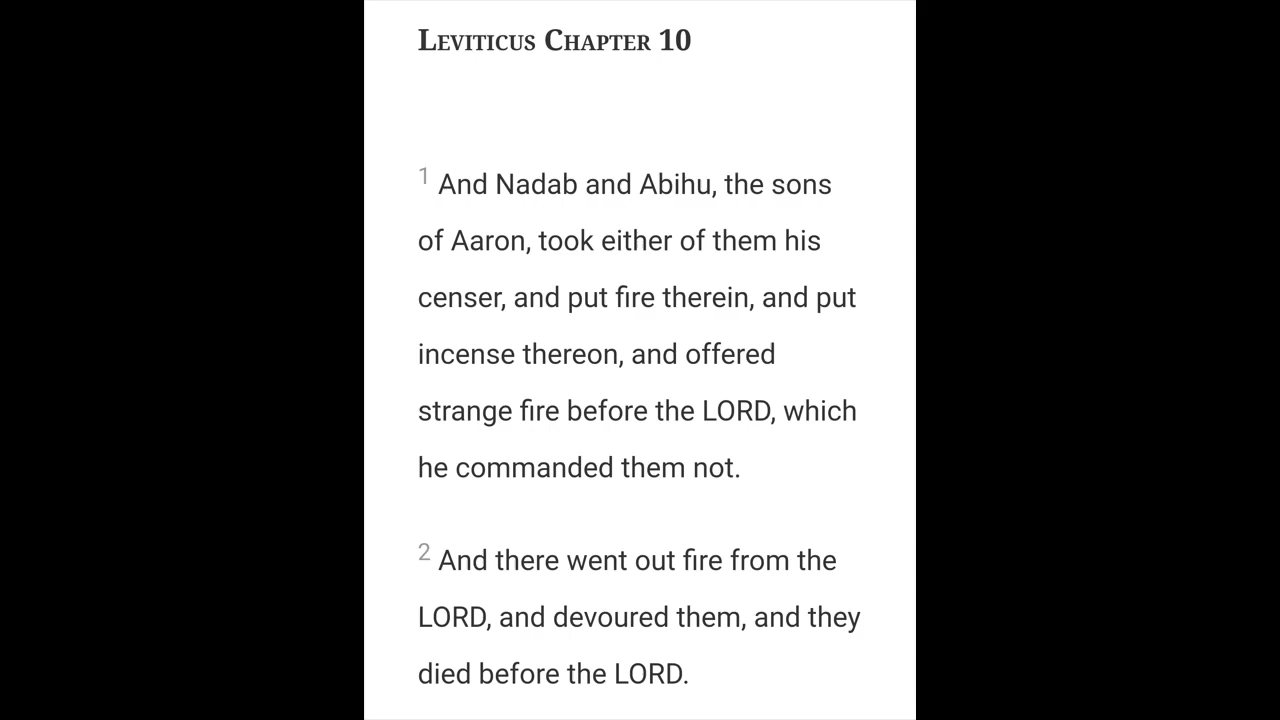 Leviticus Chapter 10
1 And Nadab and Abihu, the sons
of Aaron, took either of them his
censer, and put fire therein, and put
incense thereon, and offered
strange fire before the LORD, which
he commanded them not.
2 And there went out fire from the
LORD, and devoured them, and they
died before the LORD.